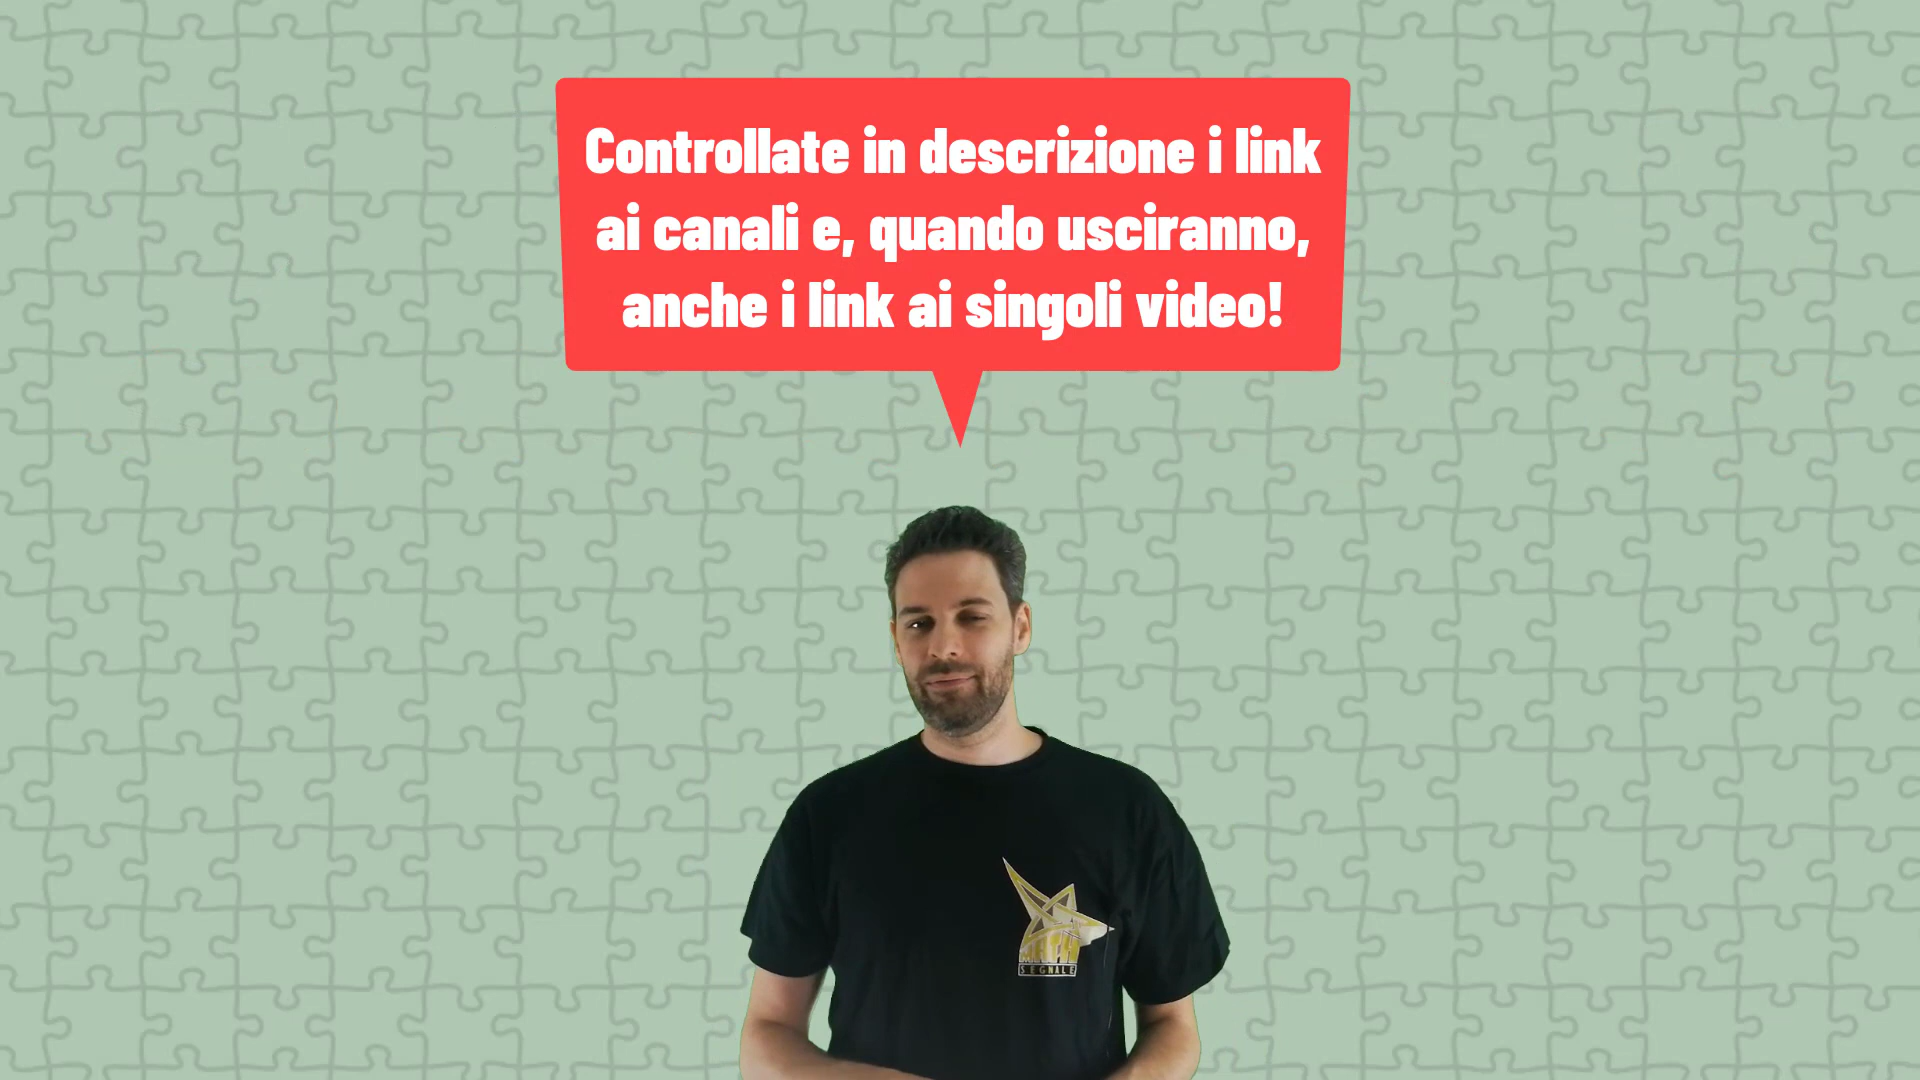 Controllate in descrizione i link
ai canali e, quando usciranno,
anche i link ai singoli video!
SEGNALE